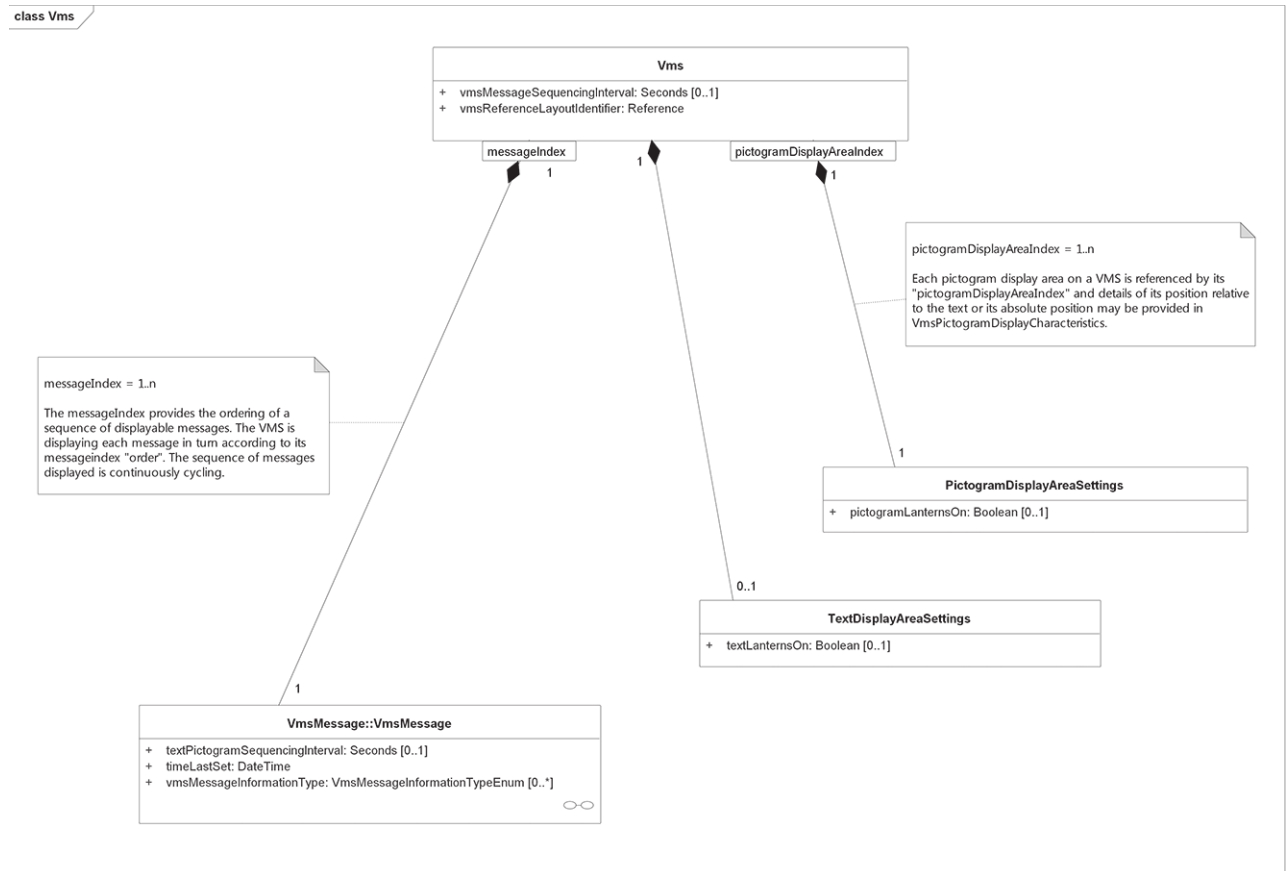 class Vms
Vms
+ vmsMessageSequencingInterval: Seconds [0..1]
+ vmsReferenceLayoutIdentifier: Reference
messageIndex
pictogramDisplayAreaIndex
1
1
1
pictogramDisplayAreaIndex = 1..n
Each pictogram display area on a VMS is referenced by its
"pictogramDisplayAreaIndex" and details of its position relative
to the text or its absolute position may be provided in
VmsPictogramDisplayCharacteristics.
messageIndex = 1..n
The messageIndex provides the ordering of a
sequence of displayable messages. The VMS is
displaying each message in turn according to its
messageindex "order". The sequence of messages
displayed is continuously cycling.
1
PictogramDisplayAreaSettings
+ pictogramLanternsOn: Boolean [0..1]
0..1
TextDisplayAreaSettings
+ textLanternsOn: Boolean [0..1]
1
VmsMessage::VmsMessage
+ textPictogramSequencingInterval: Seconds [0..1]
+ timeLastSet: DateTime
+ vmsMessageInformationType: VmsMessageInformationTypeEnum [0..*]